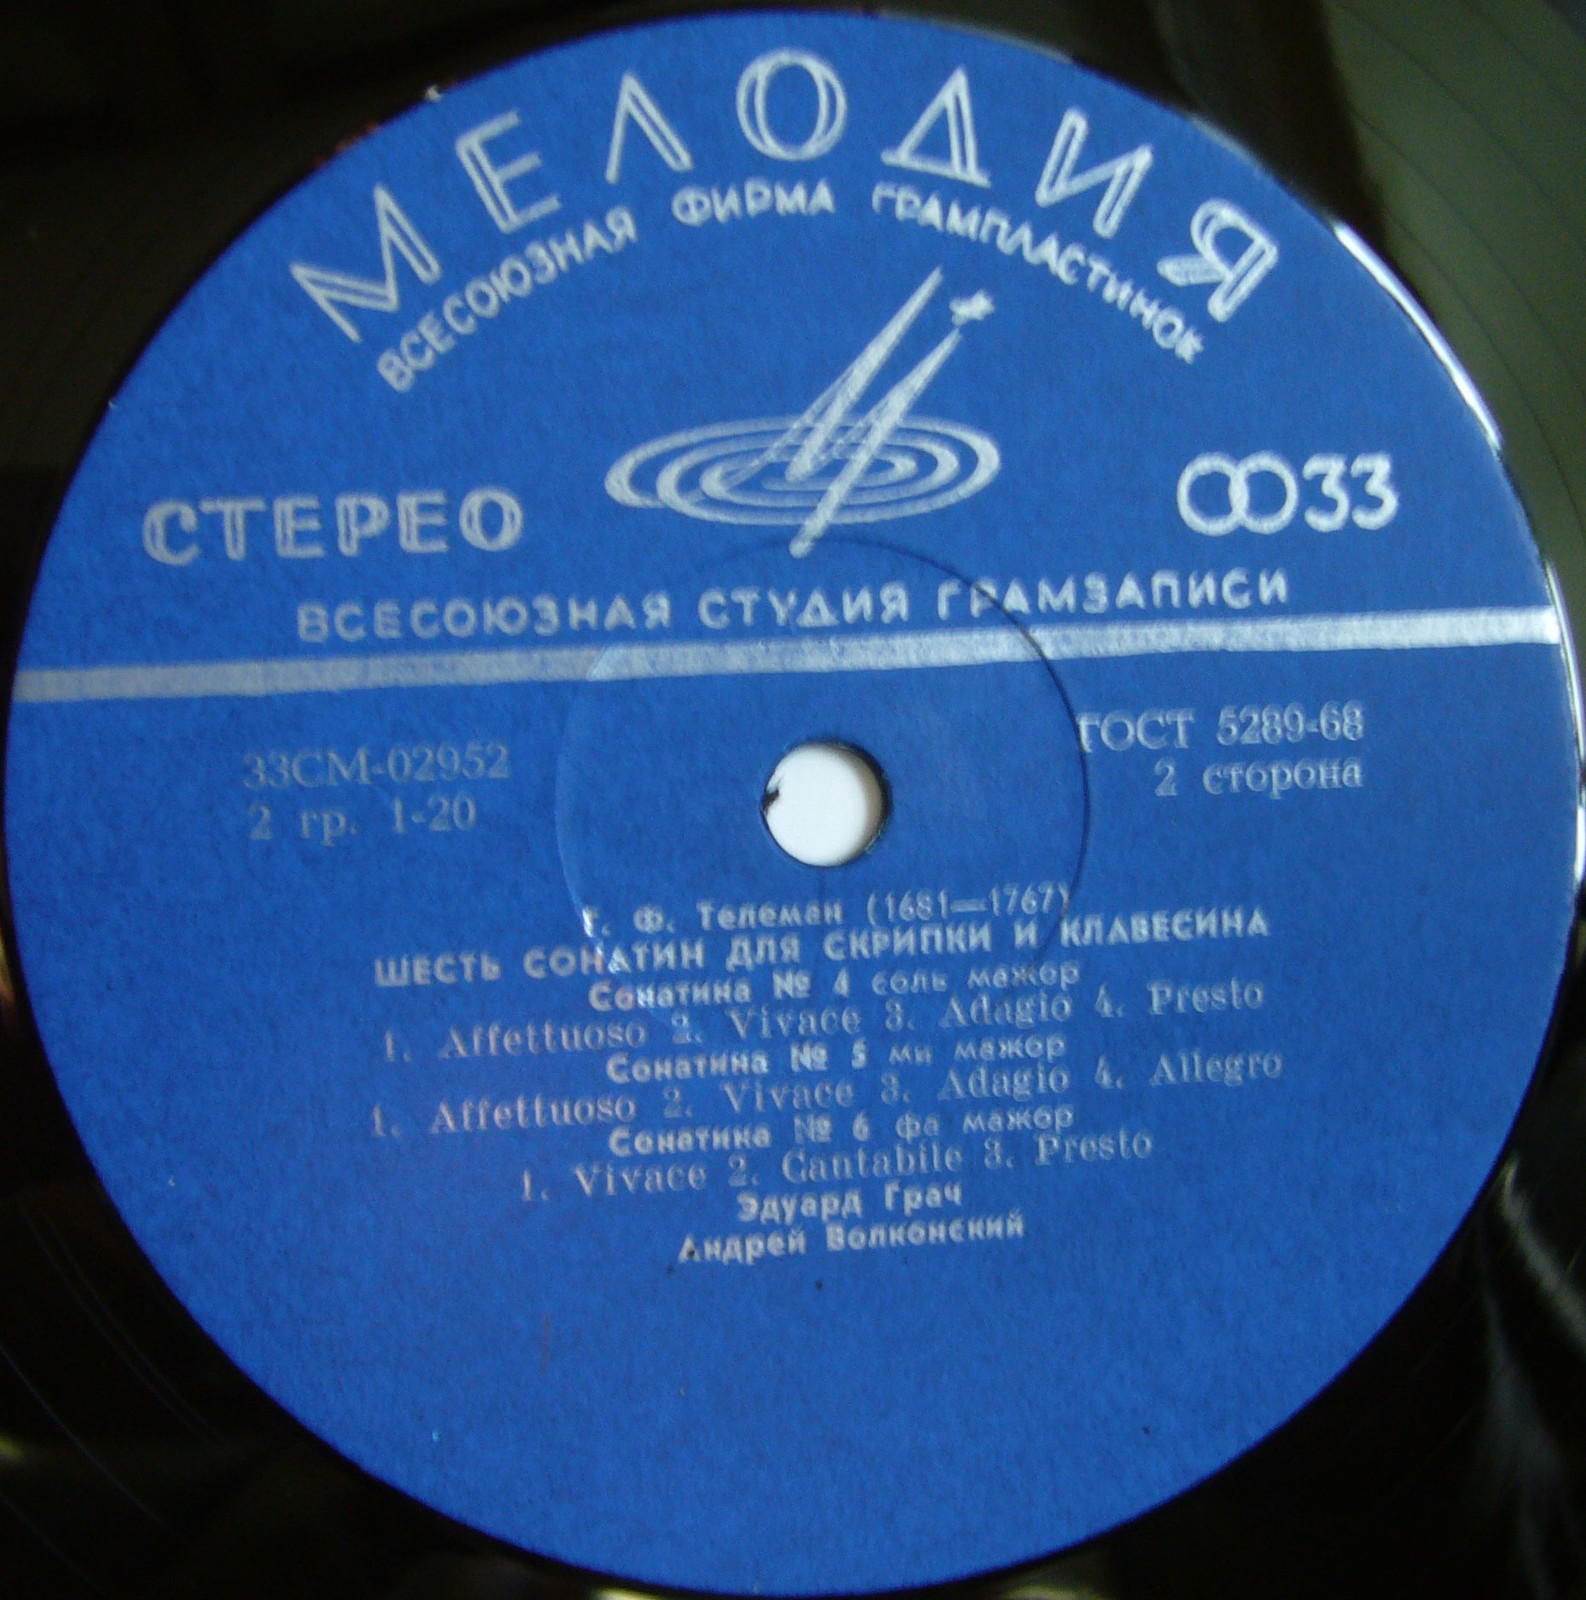 МЕЛОДИЯ
ВСЕСОЮЗНАЯ ФИРМА ГРАМПЛАСТИНОК
СТЕРЕО
33
ВСЕСОЮЗНАЯ СТУДИЯ ГРАМЗАПИСИ
33СМ-02952
2 гр. 1-20
ГОСТ 5289-68
2 сторона
Г. Ф. Телеман (1681—1767)
ШЕСТЬ СОНАТИН ДЛЯ СКРИПКИ И КЛАВЕСИНА
Сонатина № 4 соль мажор
1. Affettuoso 2. Vivace 3. Adagio 4. Presto
Сонатина № 5 ми мажор
1. Affettuoso 2. Vivace 3. Adagio 4. Allegro
Сонатина № 6 фа мажор
1. Vivace 2. Cantabile 3. Presto
Эдуард Грач
Андрей Волконский